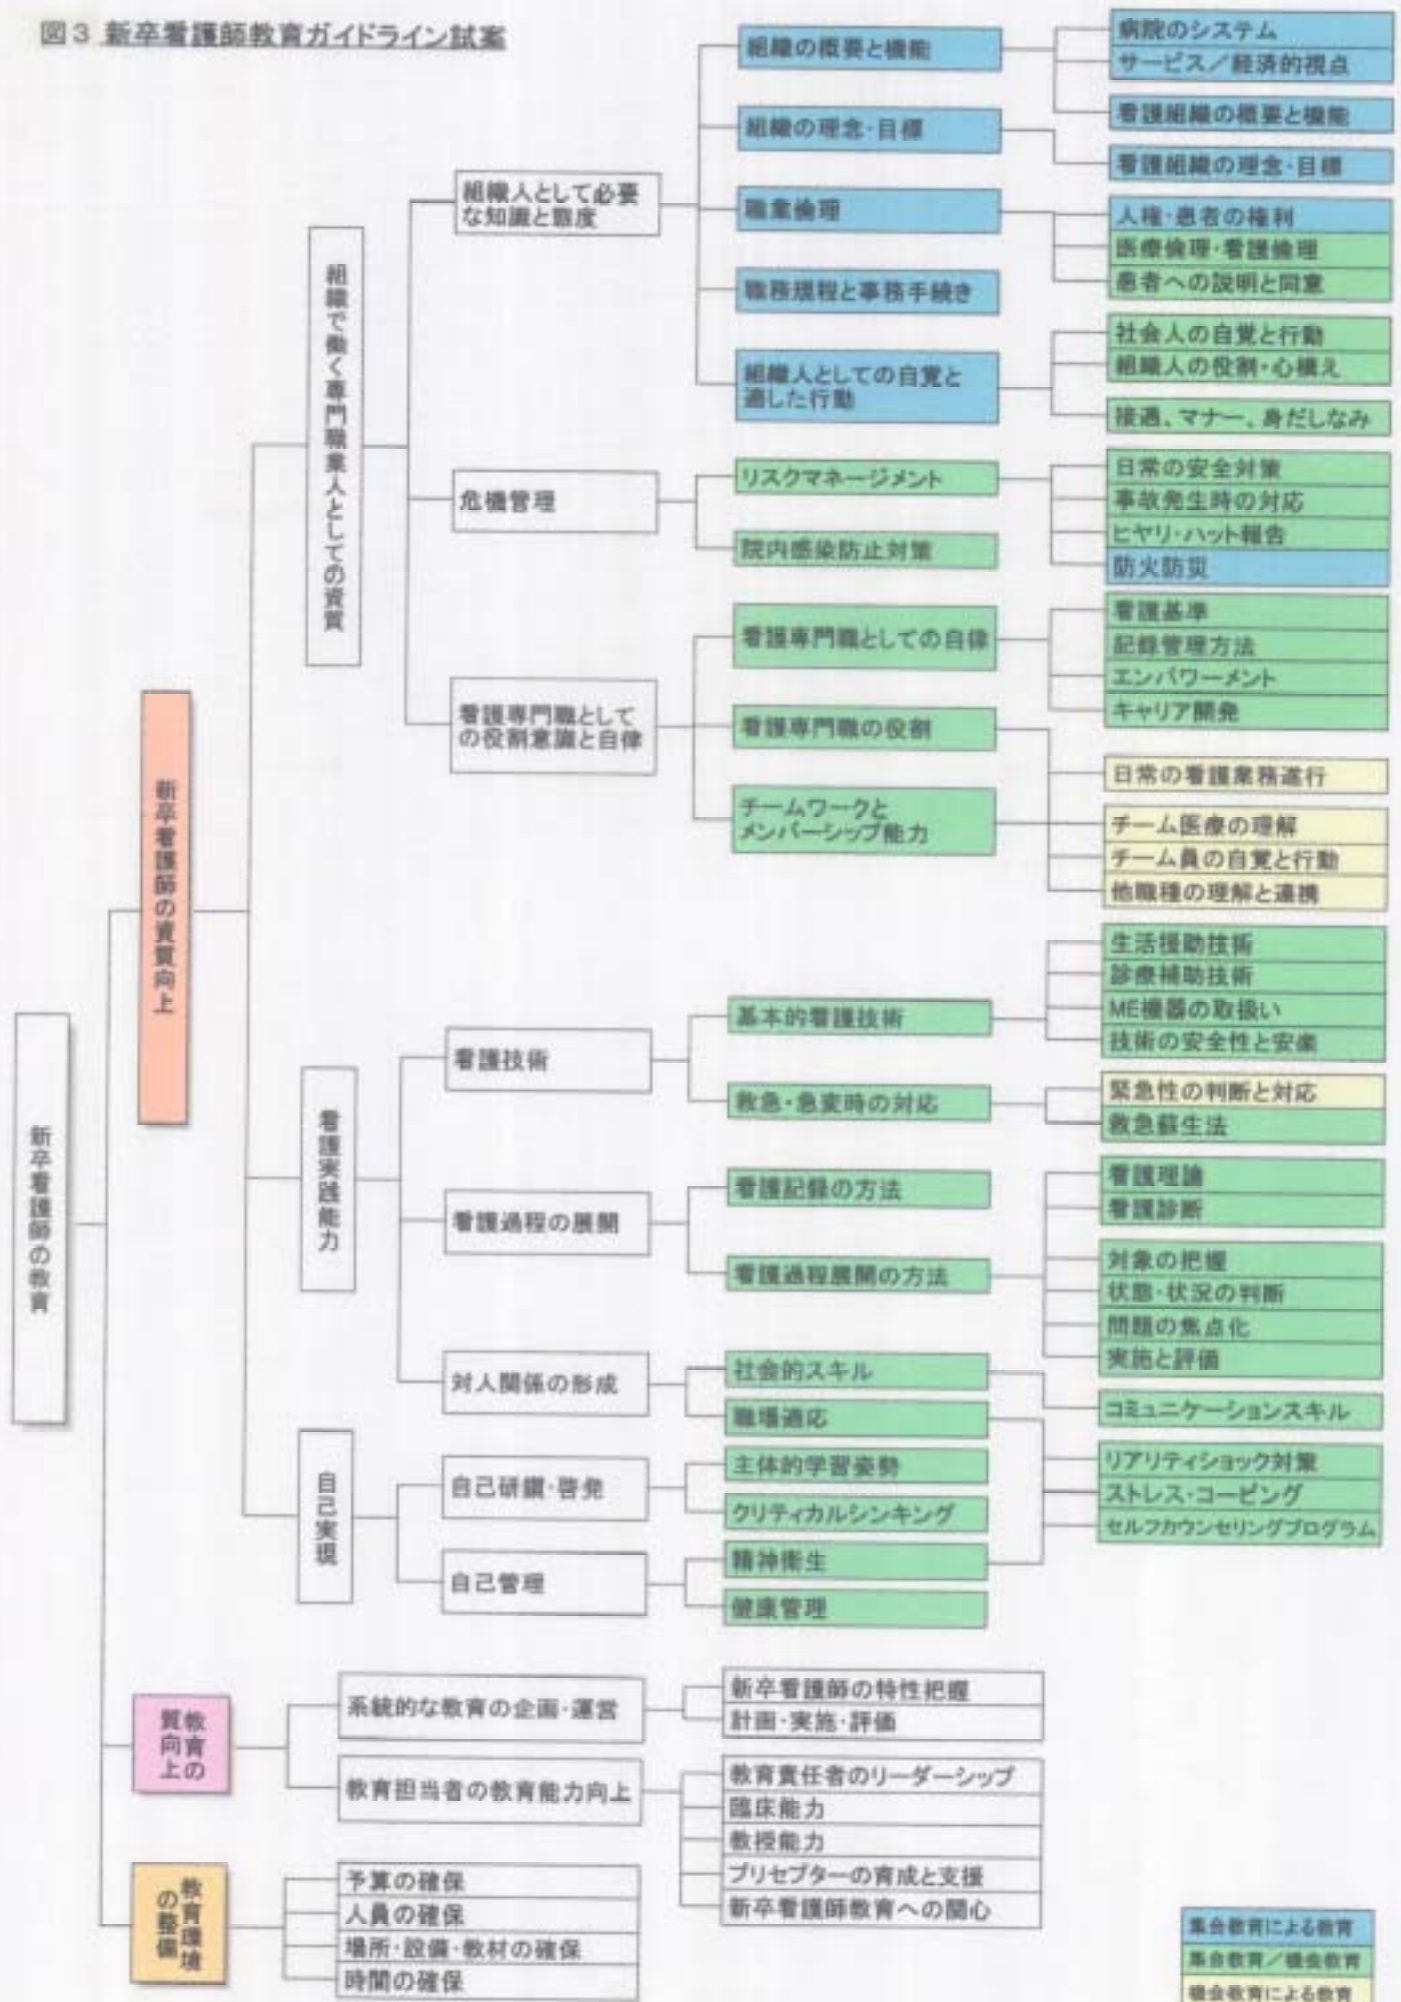 図3 新卒看護師教育ガイドライン試案
新卒看護師の教育
新卒看護師の資質向上
組織で働く専門職業人としての資質
組織人として必要
な知識と態度
組織の概要と機能
病院のシステム
サービス／経済的視点
看護組織の概要と機能
組織の理念・目標
看護組織の理念・目標
職業倫理
人権・患者の権利
医療倫理・看護倫理
患者への説明と同意
職務規程と事務手続き
組織人としての自覚と
適した行動
社会人の自覚と行動
組織人の役割・心構え
接遇、マナー、身だしなみ
危機管理
リスクマネージメント
日常の安全対策
事故発生時の対応
ヒヤリ・ハット報告
防火防災
院内感染防止対策
看護専門職として
の役割意識と自律
看護専門職としての自律
看護基準
記録管理方法
エンパワーメント
キャリア開発
看護専門職の役割
日常の看護業務遂行
チームワークと
メンバーシップ能力
チーム医療の理解
チーム員の自覚と行動
他職種の理解と連携
看護実践能力
看護技術
基本的看護技術
生活援助技術
診療補助技術
ME機器の取扱い
技術の安全性と安楽
救急・急変時の対応
緊急性の判断と対応
救急蘇生法
看護過程の展開
看護記録の方法
看護過程展開の方法
看護理論
看護診断
対象の把握
状態・状況の判断
問題の焦点化
実施と評価
対人関係の形成
社会的スキル
コミュニケーションスキル
職場適応
リアリティショック対策
ストレス・コーピング
セルフカウンセリングプログラム
自己実現
自己研鑽・啓発
主体的学習姿勢
クリティカルシンキング
自己管理
精神衛生
健康管理
教育の
質向上
系統的な教育の企画・運営
新卒看護師の特性把握
計画・実施・評価
教育担当者の教育能力向上
教育責任者のリーダーシップ
臨床能力
教授能力
プリセプターの育成と支援
新卒看護師教育への関心
教育環境
の整備
予算の確保
人員の確保
場所・設備・教材の確保
時間の確保
集合教育による教育
集合教育／機会教育
機会教育による教育